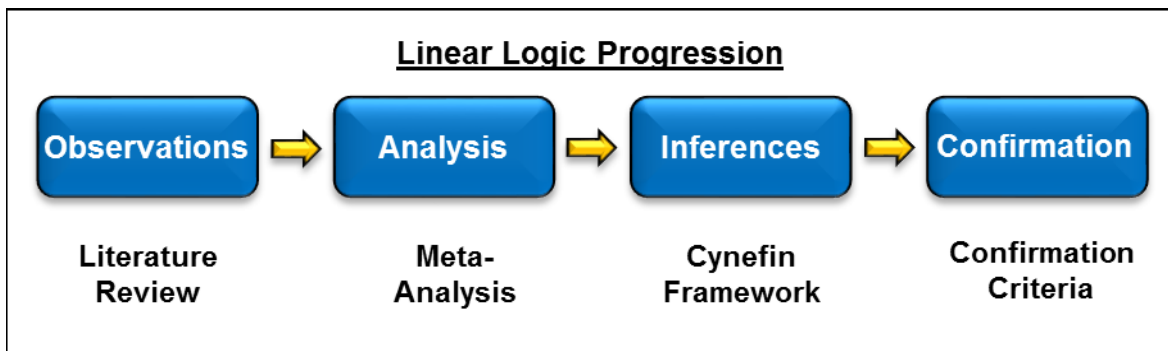 Linear Logic Progression
Observations
Analysis
Inferences
Confirmation
Literature
Review
Meta-
Analysis
Cynefin
Framework
Confirmation
Criteria